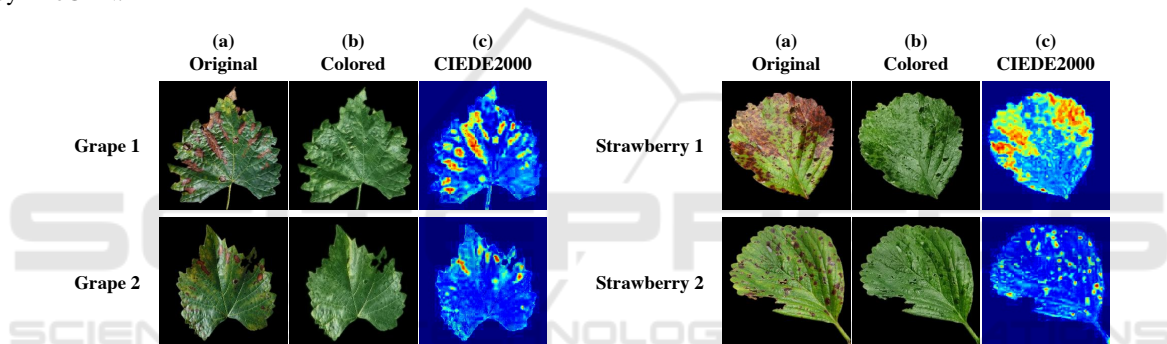 (a) (b) (c)
Original Colored CIEDE2000
Grape 1
Grape 2
(a) (b) (c)
Original Colored CIEDE2000
Strawberry 1
Strawberry 2